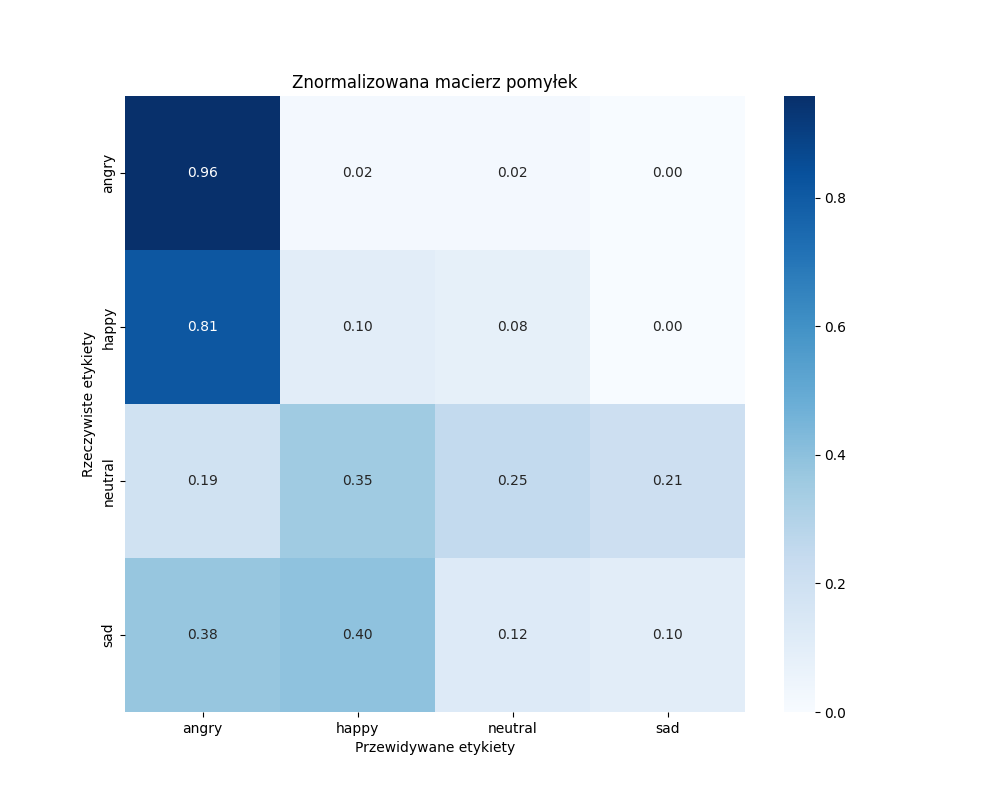 Znormalizowana macierz pomyłek
Rzeczywiste etykiety
angry
0.96 0.02 0.02 0.00
happy
0.81 0.10 0.08 0.00
neutral
0.19 0.35 0.25 0.21
sad
0.38 0.40 0.12 0.10
angry happy neutral sad
Przewidywane etykiety
0.8
0.6
0.4
0.2
0.0